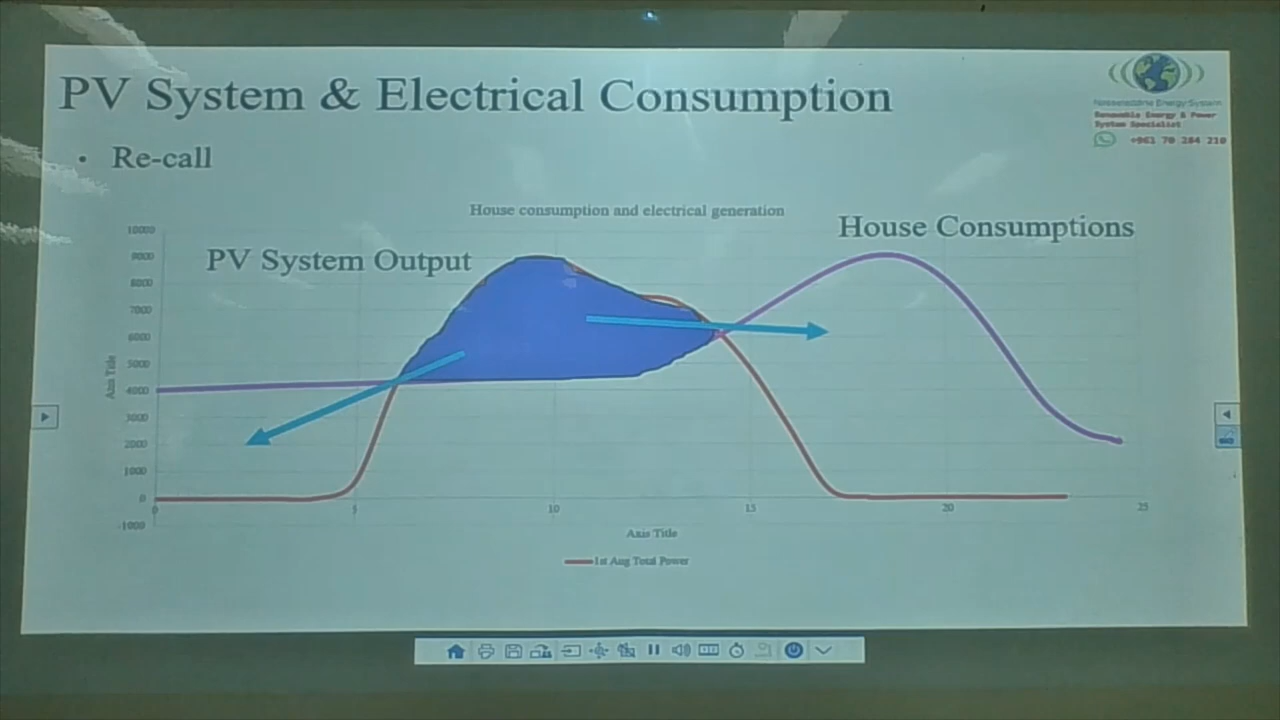 PV System & Electrical Consumption
Nassereddine Energy System
Renewable Energy & Power
System Specialist
+961 70 284 210
• Re-call
House consumption and electrical generation
House Consumptions
PV System Output
10000
9000
8000
7000
6000
5000
4000
3000
2000
1000
0
-1000
Axis Title
0 5 10 15 20 25
Axis Title
1st Aug Total Power